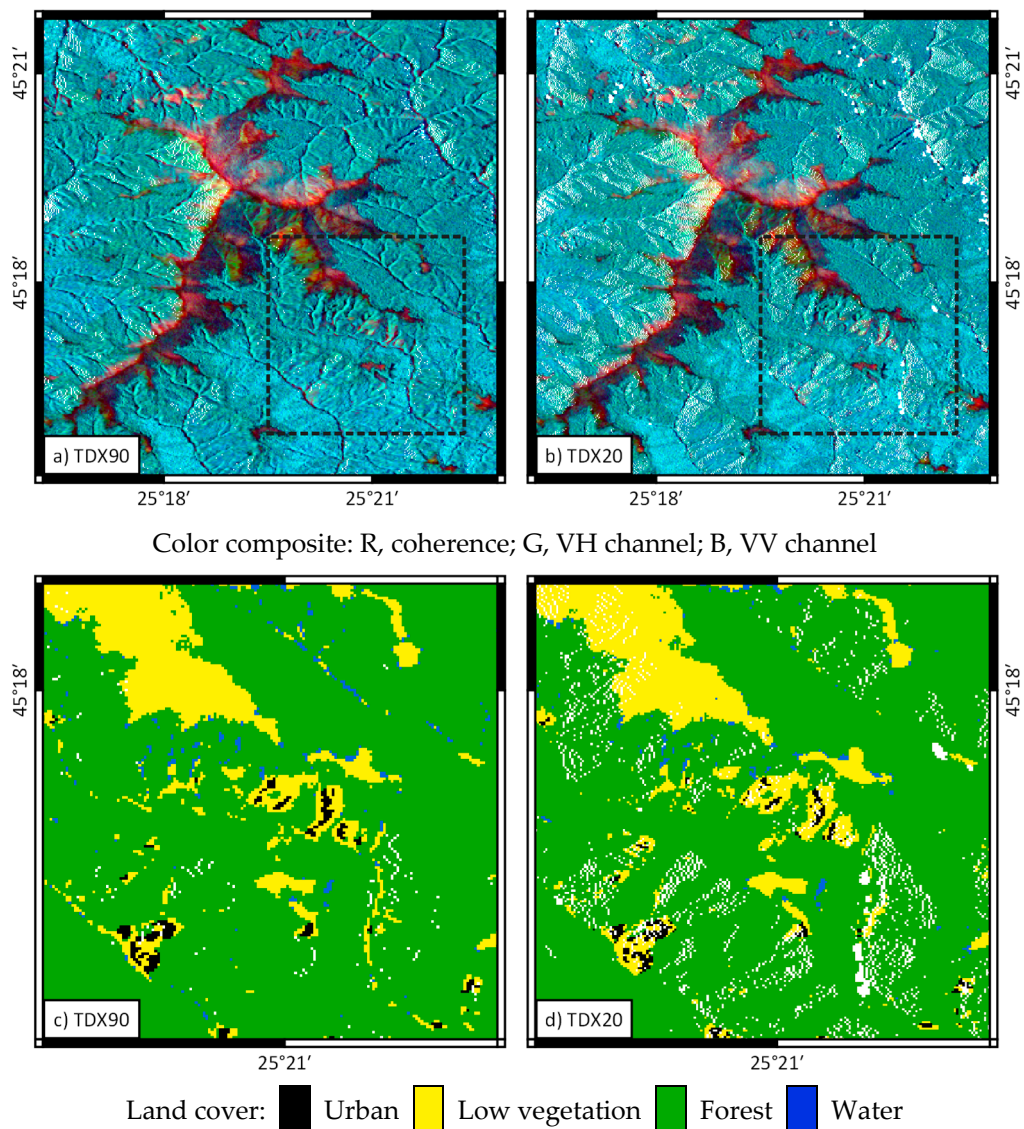 45°21′
45°21′
45°18′
45°18′
a) TDX90
b) TDX20
25°18′
25°21′
25°18′
25°21′
Color composite: R, coherence; G, VH channel; B, VV channel
45°18′
45°18′
c) TDX90
d) TDX20
25°21′
25°21′
Land cover: Urban Low vegetation Forest Water